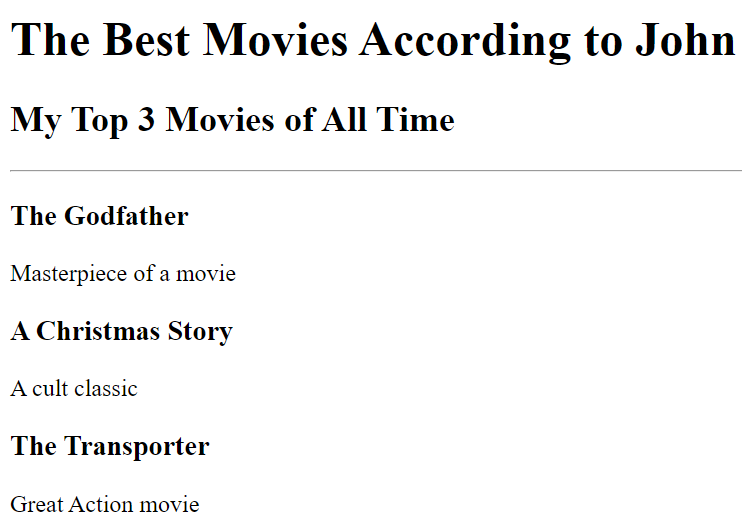 The Best Movies According to John
My Top 3 Movies of All Time
The Godfather
Masterpiece of a movie
A Christmas Story
A cult classic
The Transporter
Great Action movie